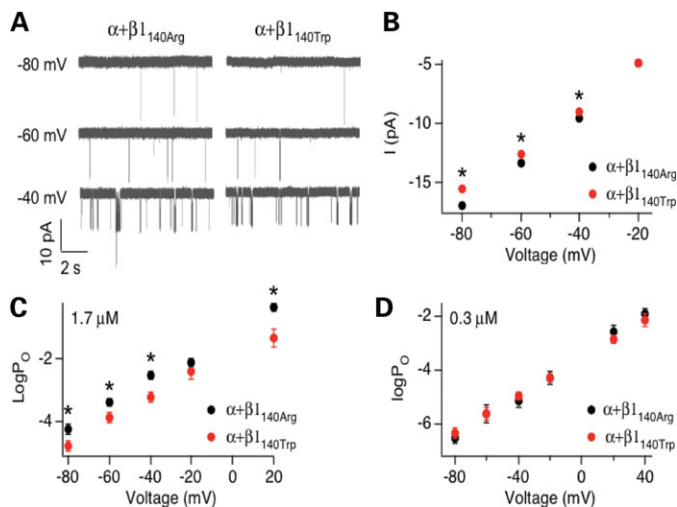 A
α+β1140Arg
α+β1140Trp
-80 mV
-60 mV
-40 mV
10 pA
2 s
B
-5
-10
-15
I (pA)
*
*
*
α+β1140Arg
α+β1140Trp
-80 -60 -40 -20
Voltage (mV)
C
1.7 μM
*
*
*
*
-2
-4
LogPO
α+β1140Arg
α+β1140Trp
-80 -60 -40 -20 0 20
Voltage (mV)
D
0.3 μM
-2
-4
-6
logPO
α+β1140Arg
α+β1140Trp
-80 -40 0 40
Voltage (mV)